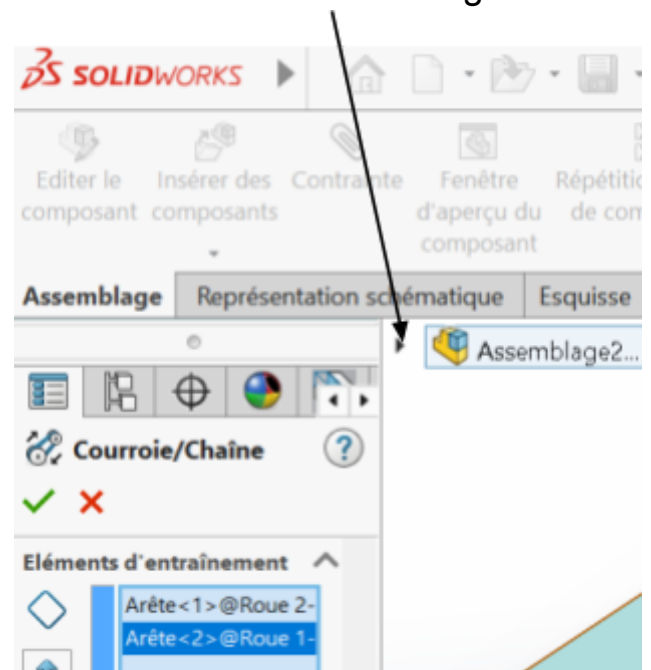 SOLIDWORKS
Editer le composant
Insérer des composants
Contrainte
Fenêtre d'aperçu du composant
Assemblage
Représentation schématique
Esquisse
Assemblage2...
Courroie/Chaîne
?
Eléments d'entraînement
Arête<1>@Roue 2-
Arête<2>@Roue 1-